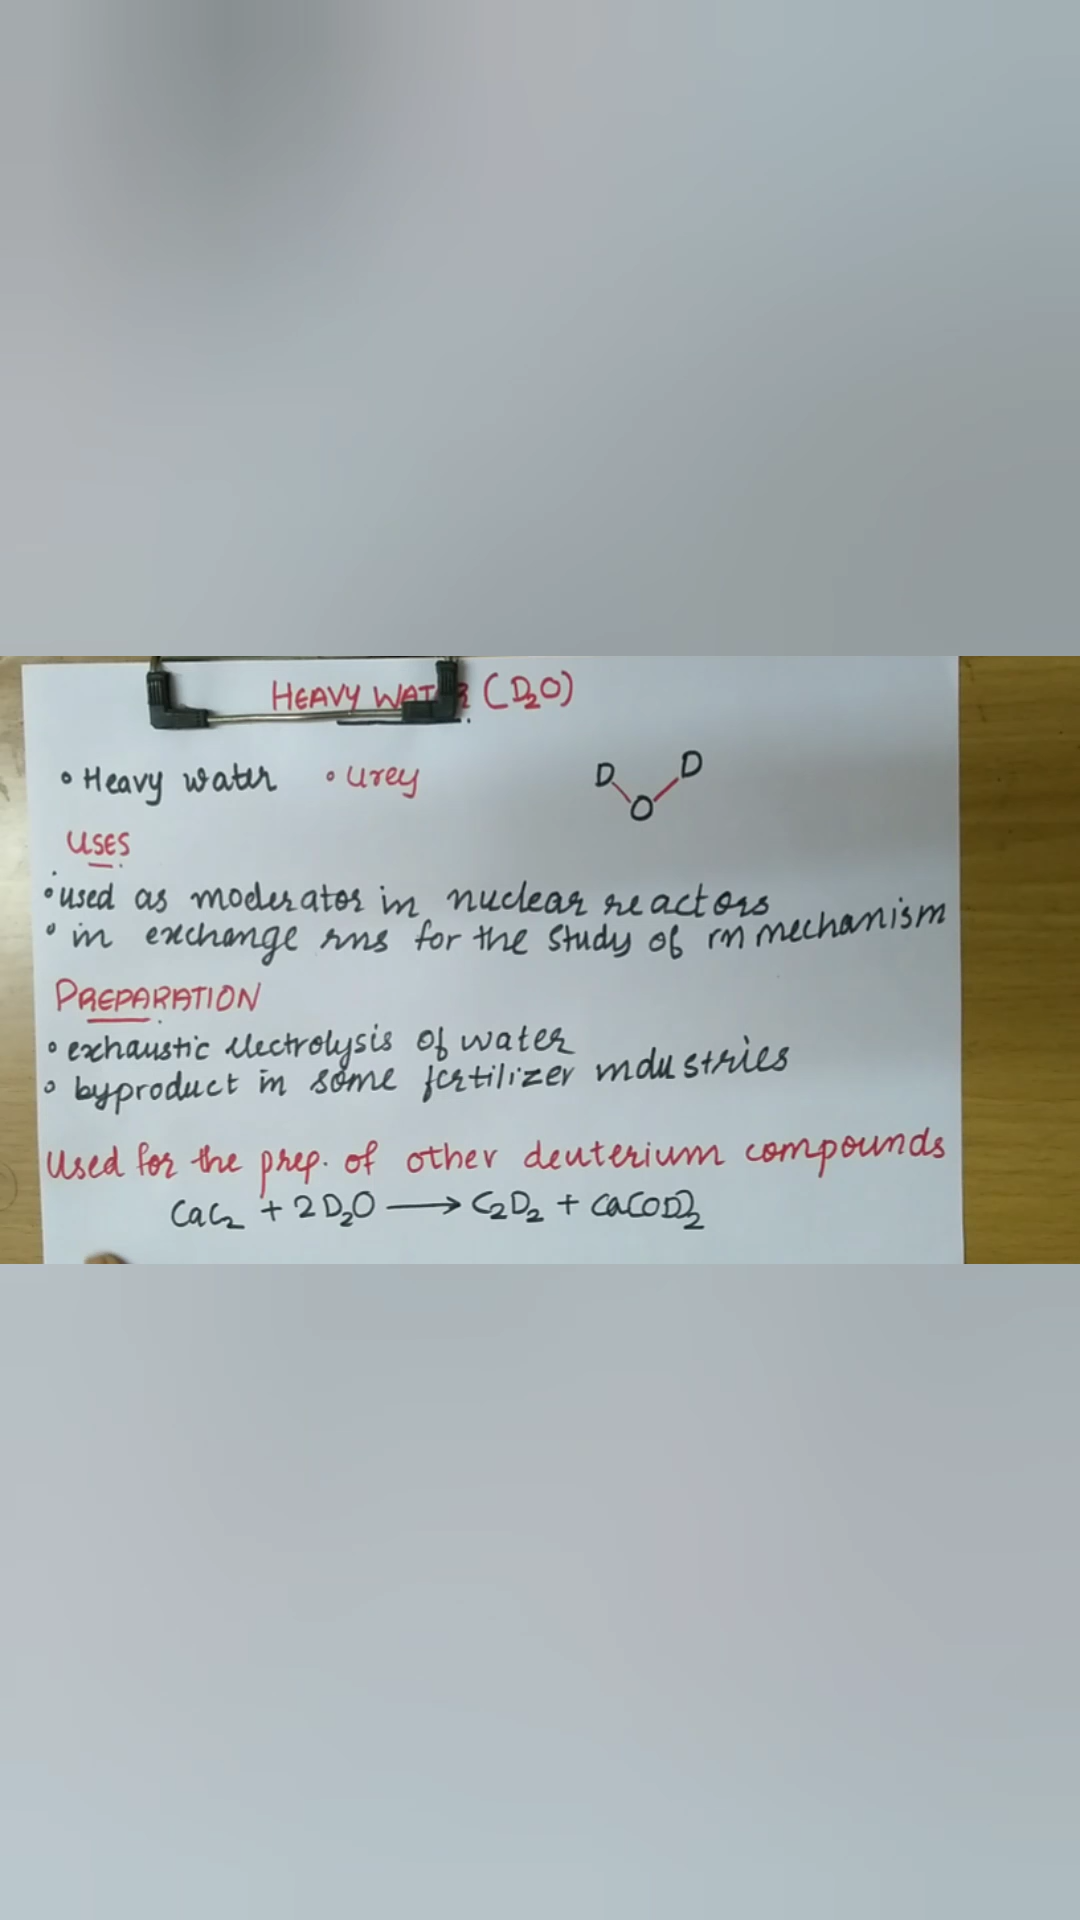 HEAVY WATER (D₂O)
• Heavy water • Urey
D D
O
USES
• used as moderator in nuclear reactors
• in exchange rns for the study of rn mechanism
PREPARATION
• exhaustic electrolysis of water
• byproduct in some fertilizer industries
Used for the prep. of other deuterium compounds
CaC₂ + 2D₂O ⟶ C₂D₂ + Ca(OD)₂